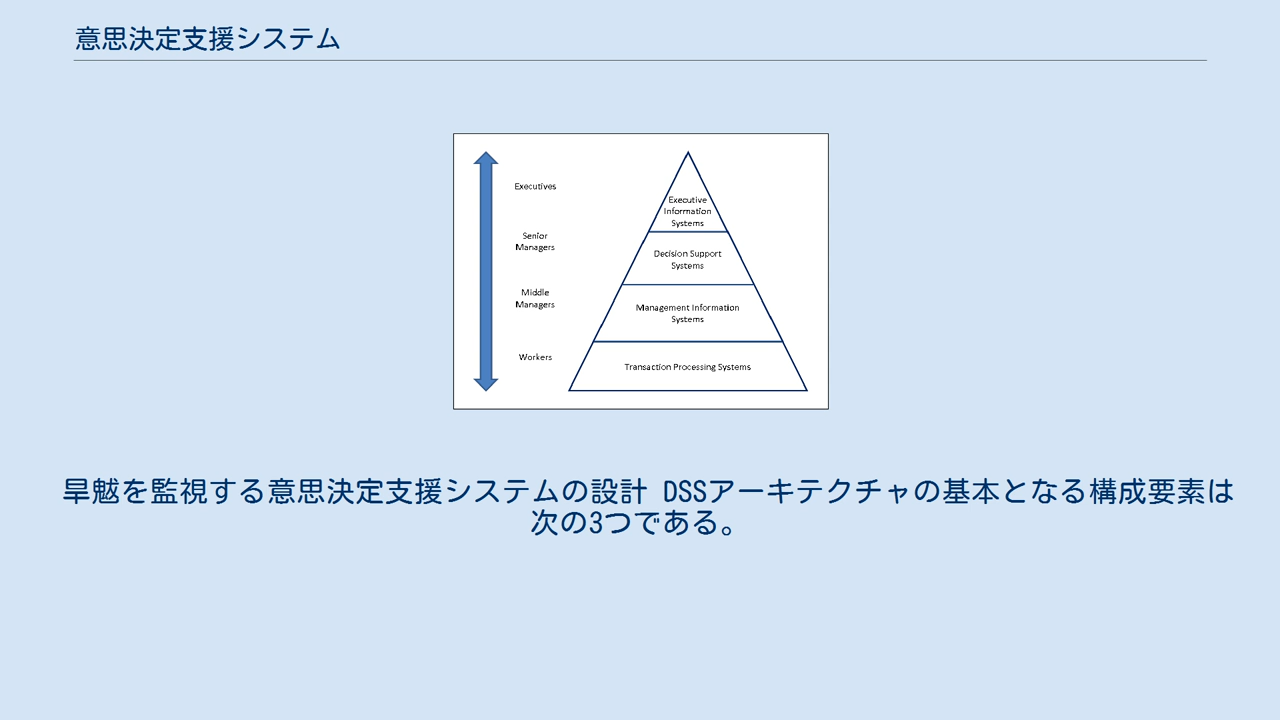 意思決定支援システム
Executives
Executive
Information
Systems
Senior
Managers
Decision Support
Systems
Middle
Managers
Management Information
Systems
Workers
Transaction Processing Systems
旱魃を監視する意思決定支援システムの設計 DSSアーキテクチャの基本となる構成要素は
次の3つである。